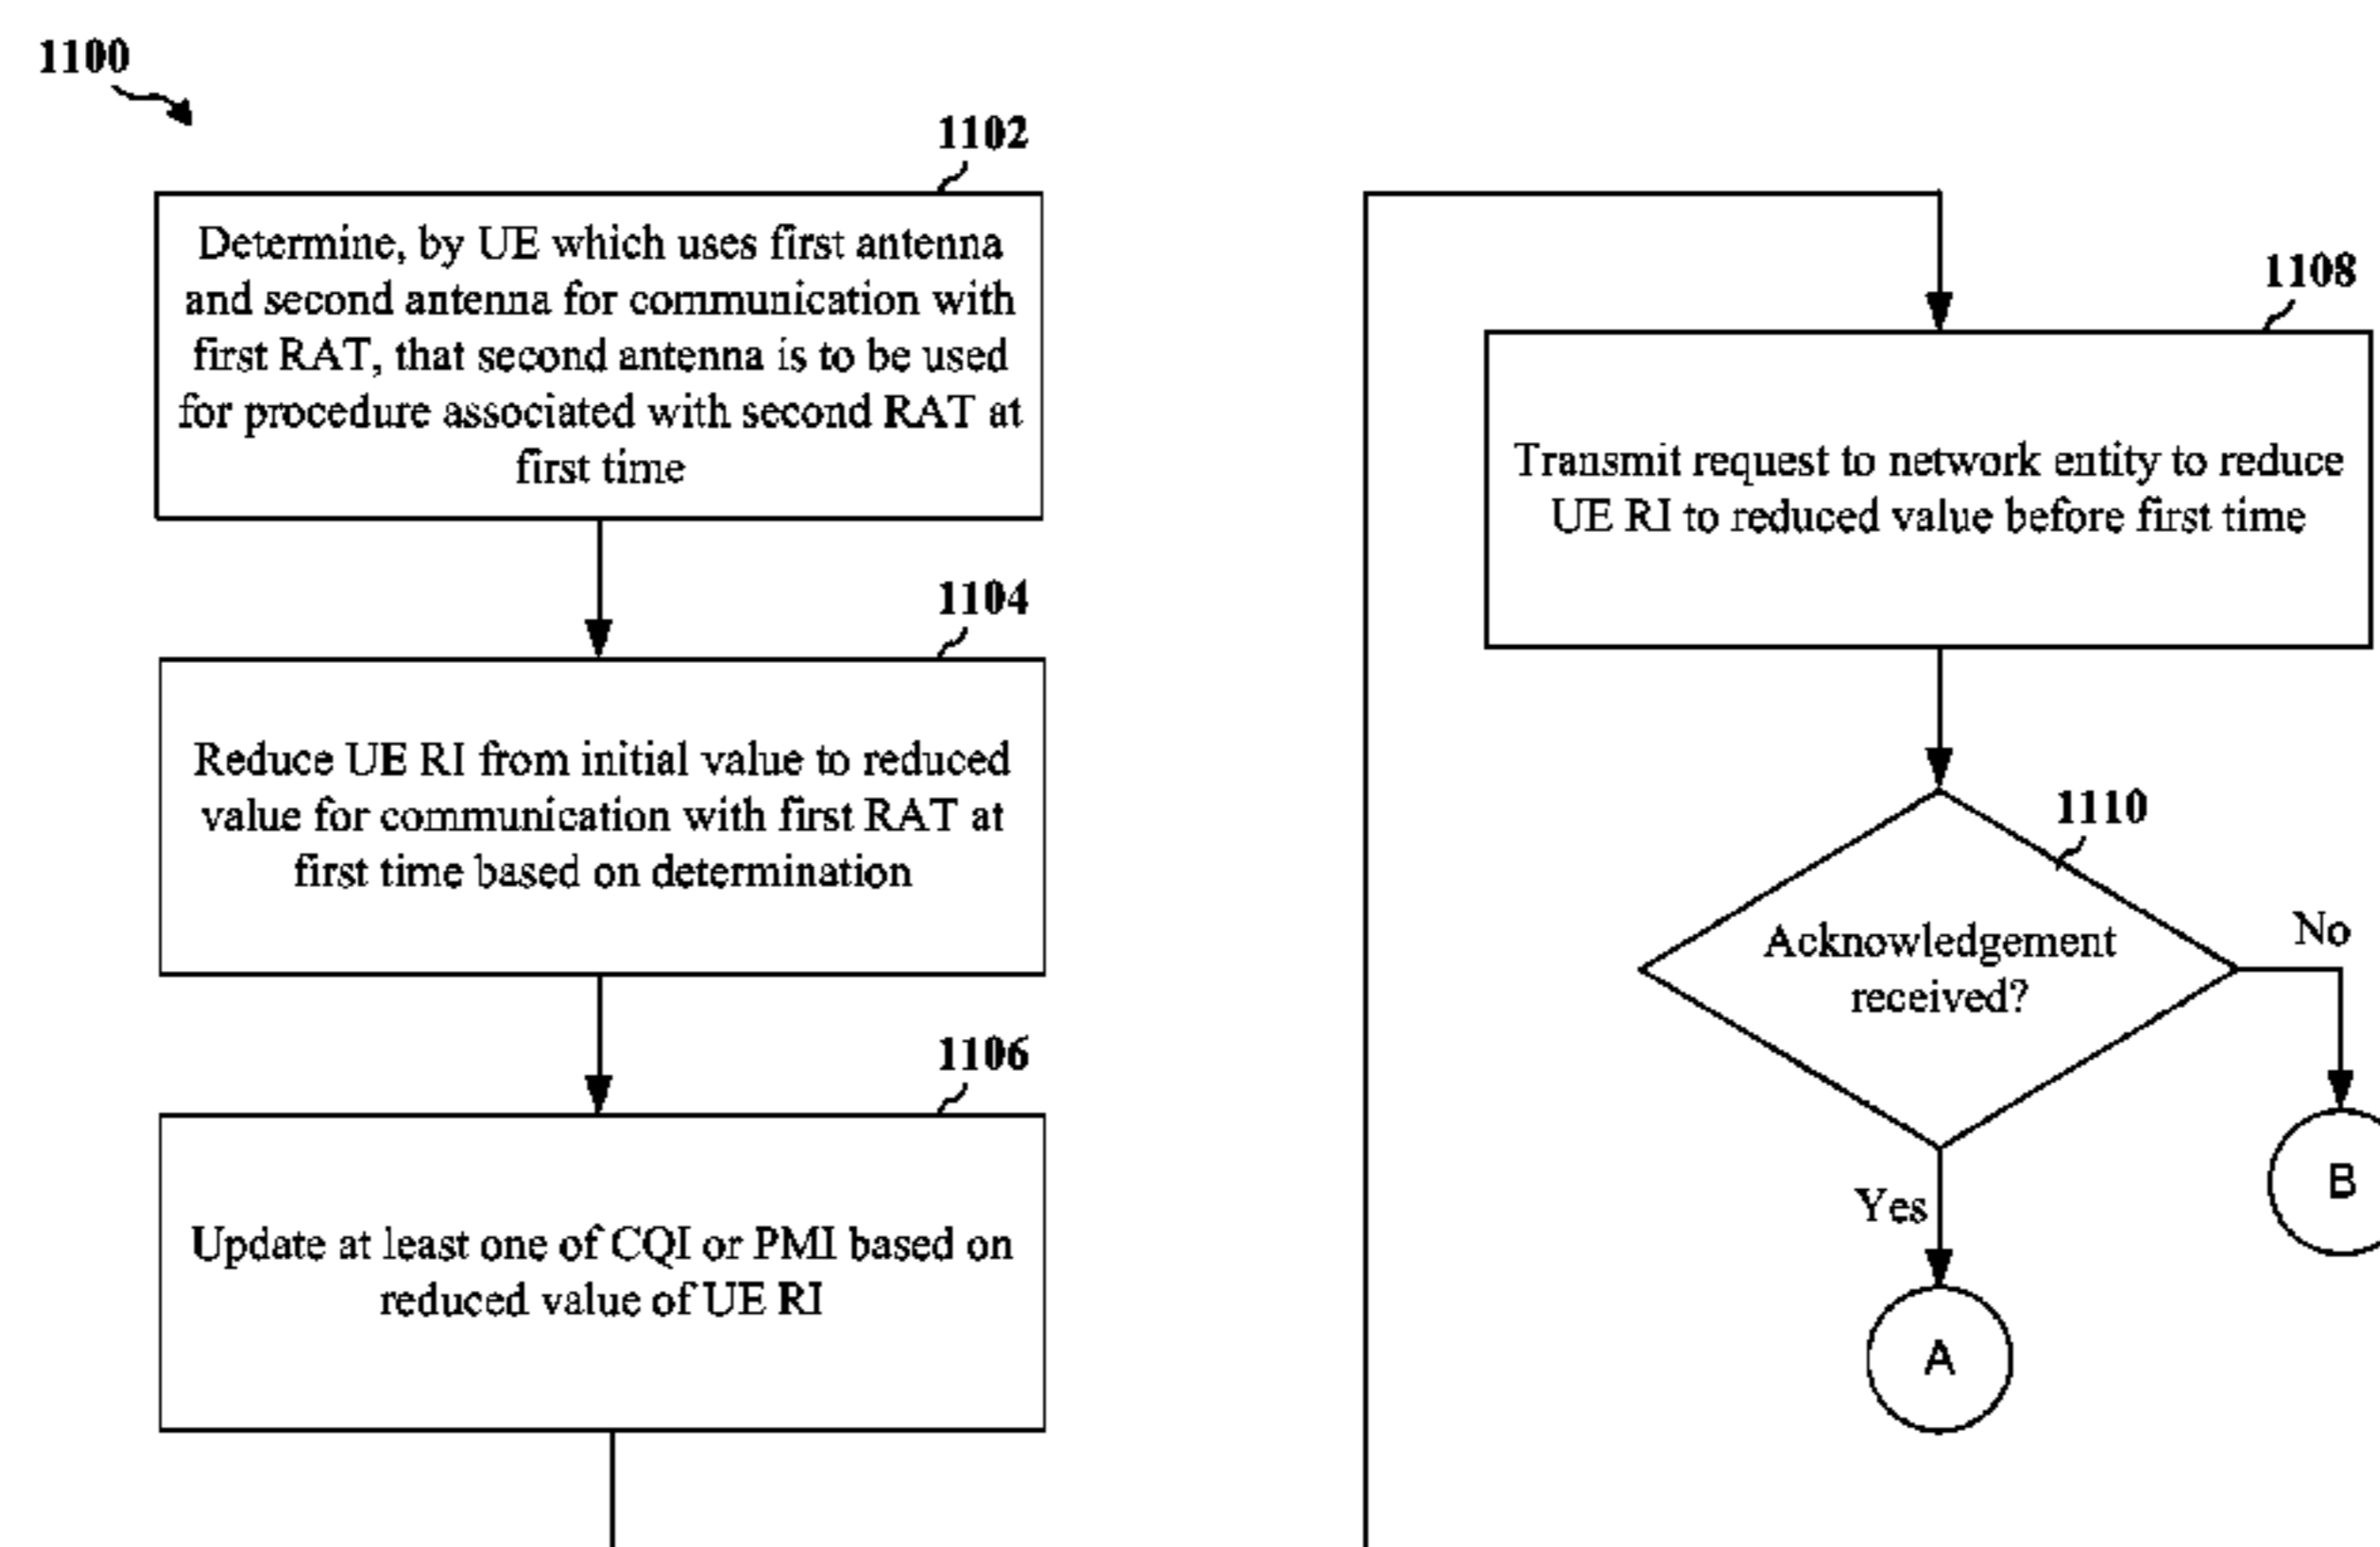 1100
1102
Determine, by UE which uses first antenna
and second antenna for communication with
first RAT, that second antenna is to be used
for procedure associated with second RAT at
first time
1104
Reduce UE RI from initial value to reduced
value for communication with first RAT at
first time based on determination
1106
Update at least one of CQI or PMI based on
reduced value of UE RI
1108
Transmit request to network entity to reduce
UE RI to reduced value before first time
1110
Acknowledgement
received?
No
B
Yes
A